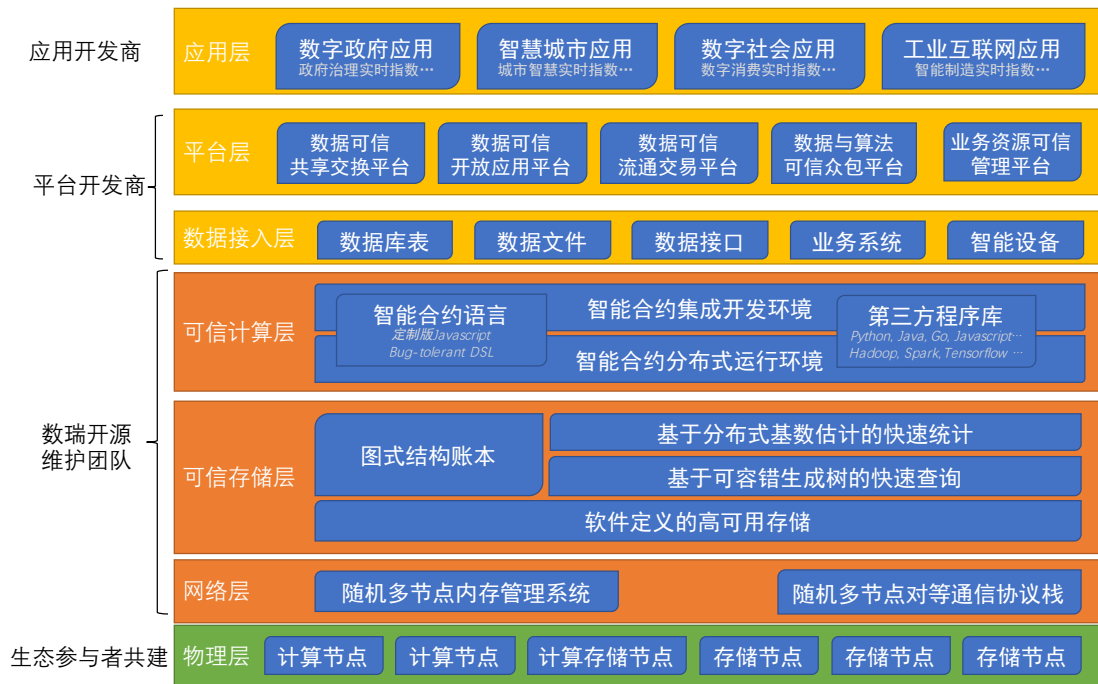 应用开发商
应用层
数字政府应用
政府治理实时指数…
智慧城市应用
城市智慧实时指数…
数字社会应用
数字消费实时指数…
工业互联网应用
智能制造实时指数…
平台开发商
平台层
数据可信
共享交换平台
数据可信
开放应用平台
数据可信
流通交易平台
数据与算法
可信众包平台
业务资源可信
管理平台
数据接入层
数据库表
数据文件
数据接口
业务系统
智能设备
数瑞开源
维护团队
可信计算层
智能合约语言
定制版Javascript
Bug-tolerant DSL
智能合约集成开发环境
智能合约分布式运行环境
第三方程序库
Python, Java, Go, Javascript…
Hadoop, Spark, Tensorflow …
可信存储层
图式结构账本
基于分布式基数估计的快速统计
基于可容错生成树的快速查询
软件定义的高可用存储
网络层
随机多节点内存管理系统
随机多节点对等通信协议栈
生态参与者共建
物理层
计算节点
计算节点
计算存储节点
存储节点
存储节点
存储节点